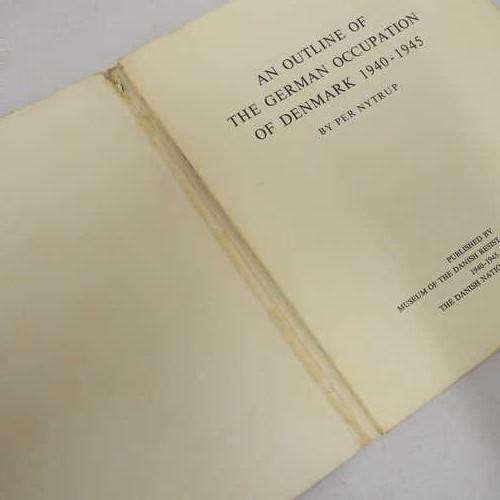 AN OUTLINE OF
THE GERMAN OCCUPATION
OF DENMARK 1940-1945
BY PER NYTRUP
PUBLISHED BY
MUSEUM OF THE DANISH RESIST
1940-1945
THE DANISH NATIO